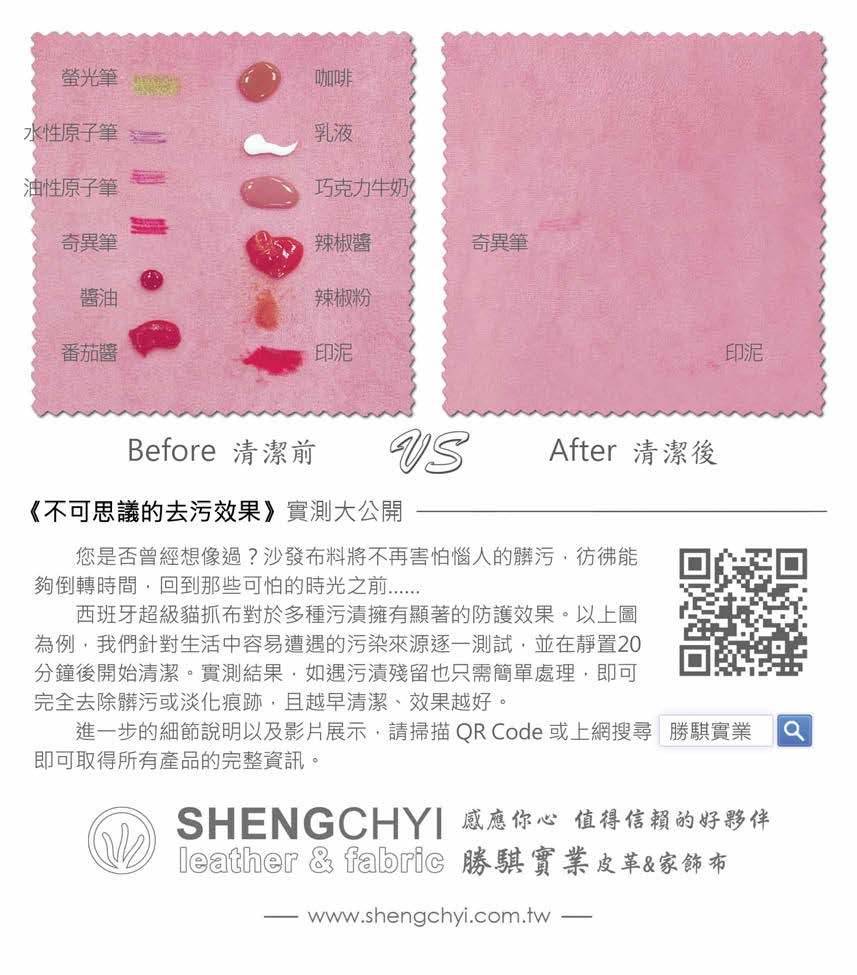 螢光筆
咖啡
水性原子筆
乳液
油性原子筆
巧克力牛奶
奇異筆
辣椒醬
醬油
辣椒粉
番茄醬
印泥
奇異筆
印泥
Before 清潔前
VS
After 清潔後
《不可思議的去污效果》實測大公開
您是否曾經想像過？沙發布料將不再害怕惱人的髒污，彷彿能
夠倒轉時間，回到那些可怕的時光之前......
西班牙超級貓抓布對於多種污漬擁有顯著的防護效果。以上圖
為例，我們針對生活中容易遭遇的污染來源逐一測試，並在靜置20
分鐘後開始清潔。實測結果，如遇污漬殘留也只需簡單處理，即可
完全去除髒污或淡化痕跡，且越早清潔、效果越好。
進一步的細節說明以及影片展示，請掃描 QR Code 或上網搜尋 勝騏實業
即可取得所有產品的完整資訊。
SHENGCHYI
leather & fabric
感應你心 值得信賴的好夥伴
勝騏實業皮革&家飾布
www.shengchyi.com.tw